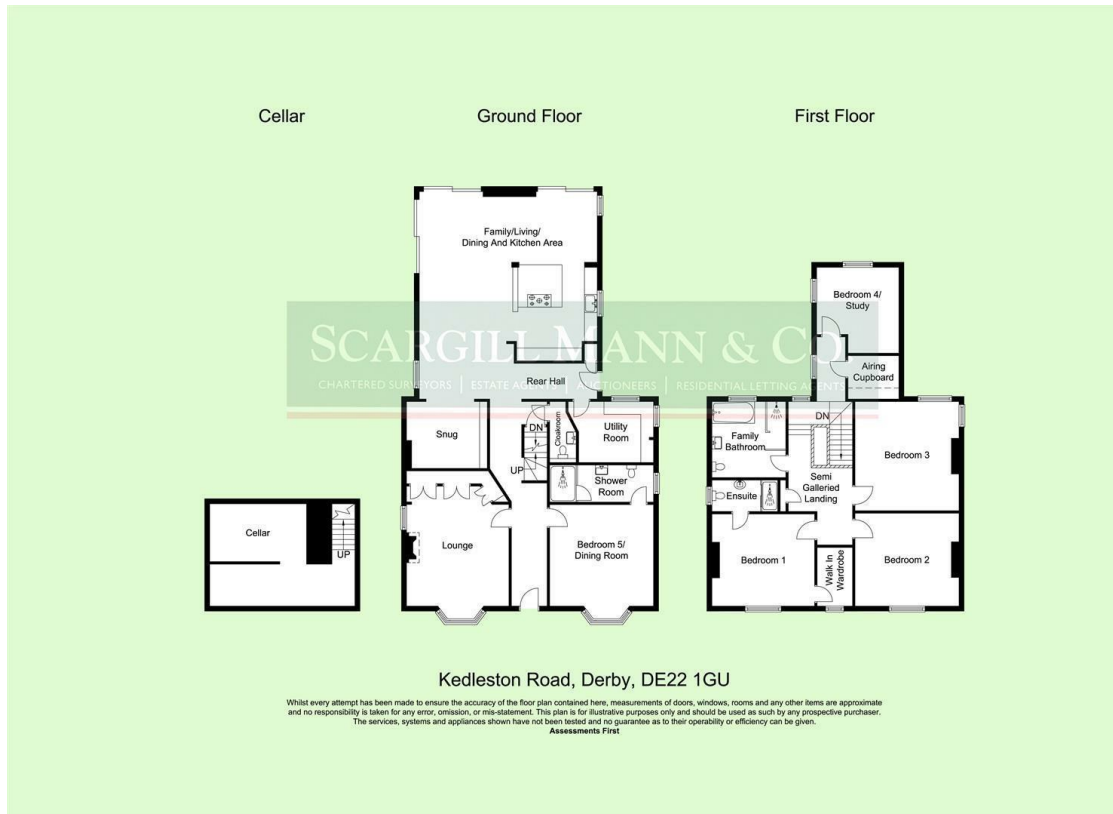 Cellar
Ground Floor
First Floor
Family/Living/
Dining And Kitchen Area
Bedroom 4/
Study
SCARGILL MANN & CO
CHARTERED SURVEYORS | ESTATE AGENTS | AUCTIONEERS | RESIDENTIAL LETTING AGENTS
Airing
Cupboard
Rear Hall
Snug
DN
UP
Cloakroom
Utility
Room
Shower
Room
Lounge
Bedroom 5/
Dining Room
Cellar
UP
DN
Family
Bathroom
Semi
Galleried
Landing
Bedroom 3
Ensuite
Bedroom 1
Walk In
Wardrobe
Bedroom 2
Kedleston Road, Derby, DE22 1GU
Whilst every attempt has been made to ensure the accuracy of the floor plan contained here, measurements of doors, windows, rooms and any other items are approximate
and no responsibility is taken for any error, omission, or mis-statement. This plan is for illustrative purposes only and should be used as such by any prospective purchaser.
The services, systems and appliances shown have not been tested and no guarantee as to their operability or efficiency can be given.
Assessments First